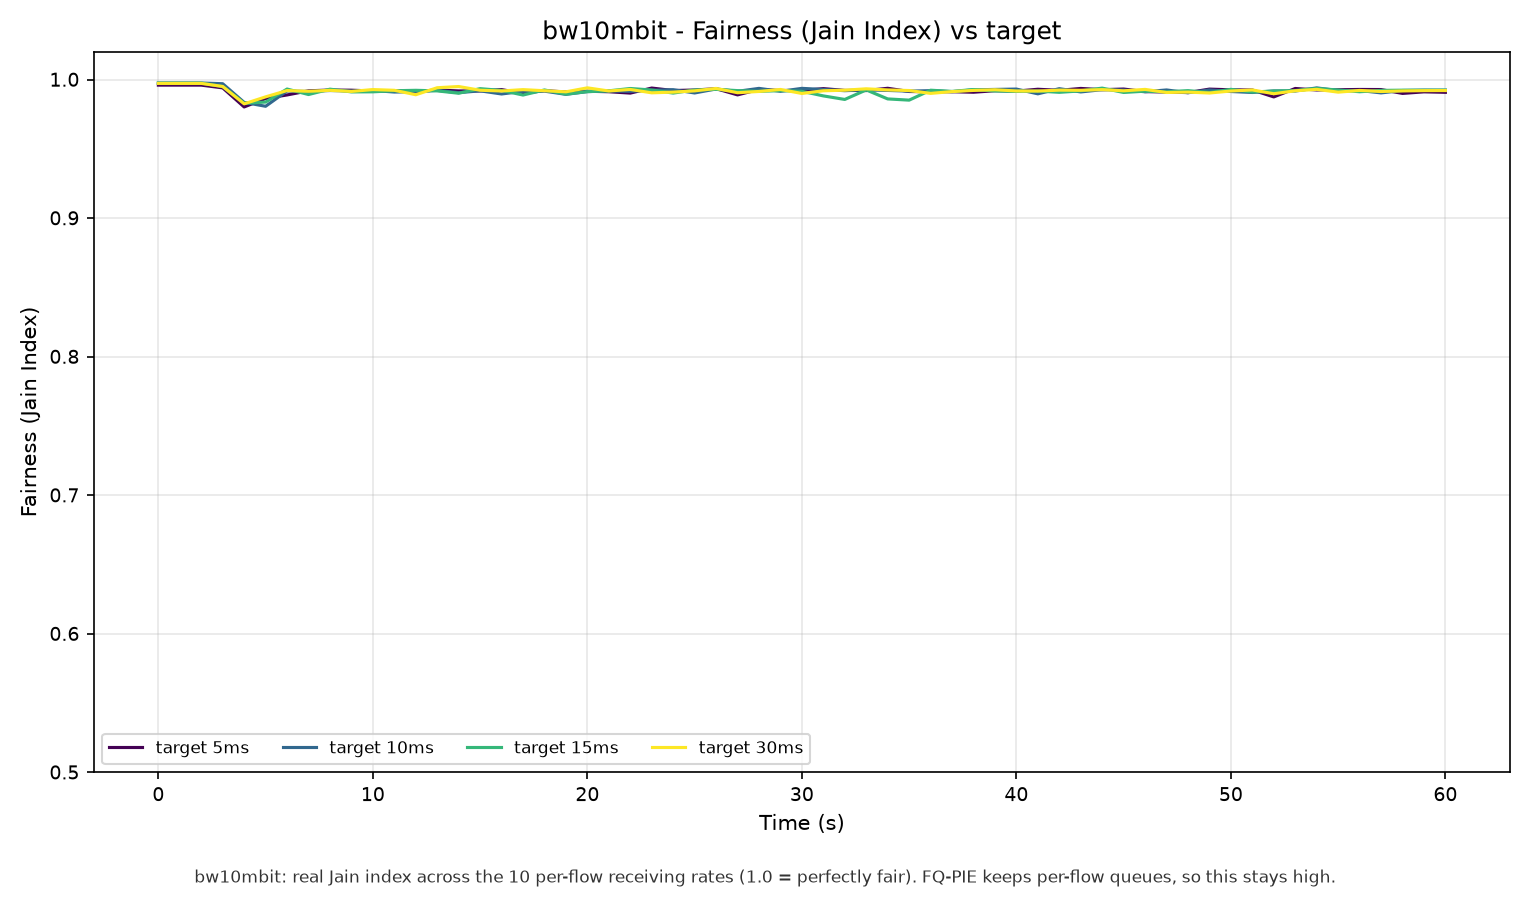 bw10mbit - Fairness (Jain Index) vs target
1.0
0.9
0.8
0.7
0.6
0.5
Fairness (Jain Index)
target 5ms target 10ms target 15ms target 30ms
0 10 20 30 40 50 60
Time (s)
bw10mbit: real Jain index across the 10 per-flow receiving rates (1.0 = perfectly fair). FQ-PIE keeps per-flow queues, so this stays high.